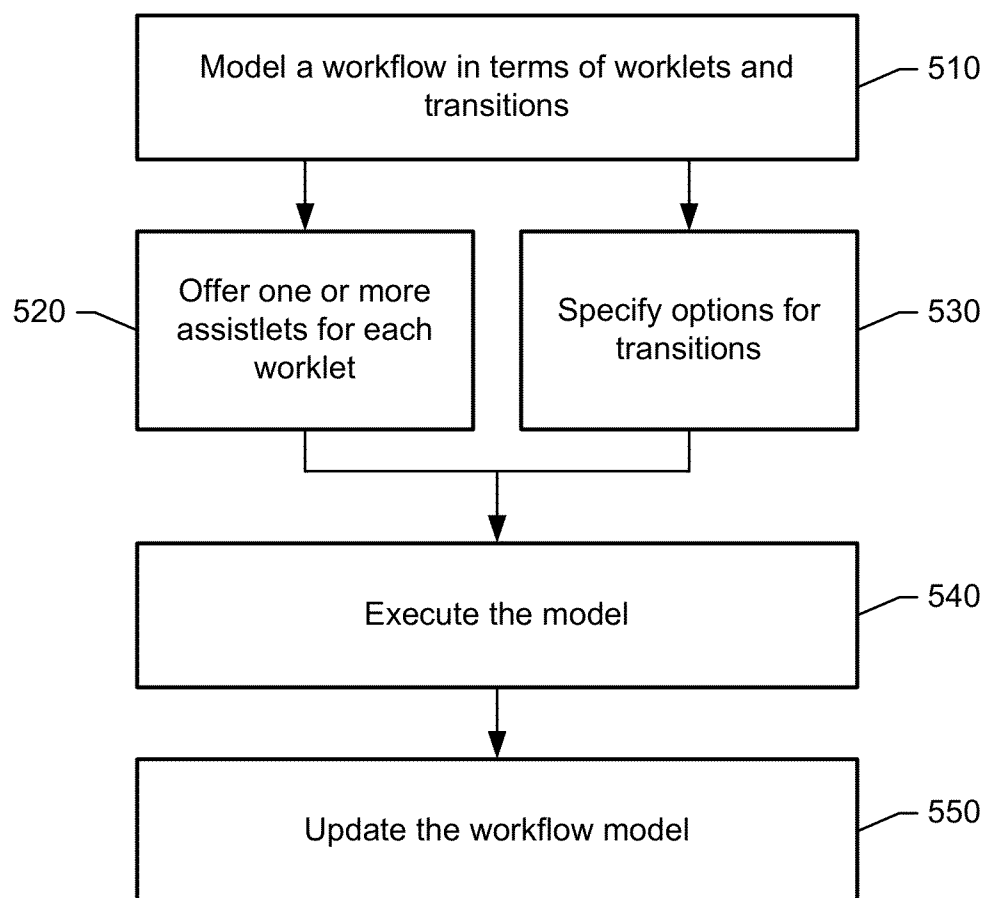 Model a workflow in terms of worklets and
transitions
510
520
Offer one or more
assistlets for each
worklet
Specify options for
transitions
530
Execute the model
540
Update the workflow model
550